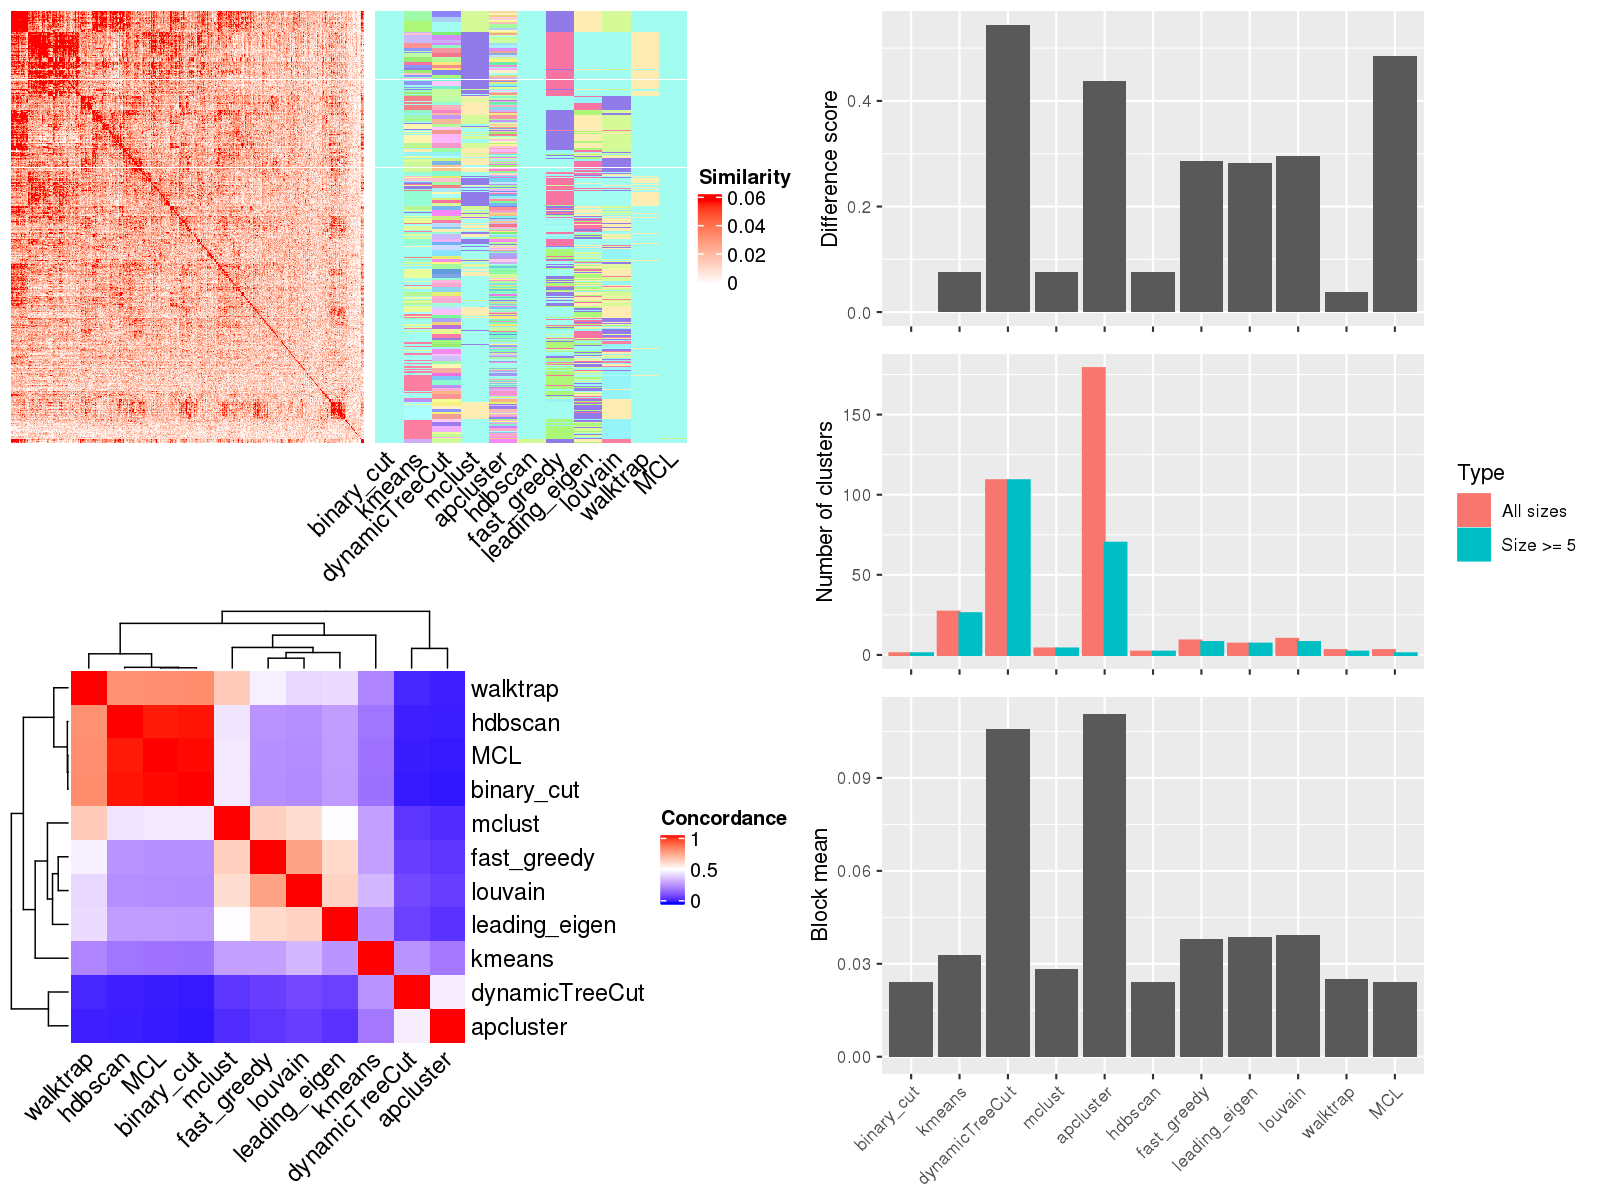 Similarity
0.06
0.04
0.02
0
binary_cut
kmeans
dynamicTreeCut
mclust
apcluster
hdbscan
fast_greedy
leading_eigen
louvain
walktrap
MCL
walktrap
hdbscan
MCL
binary_cut
mclust
fast_greedy
louvain
leading_eigen
kmeans
dynamicTreeCut
apcluster
walktrap
hdbscan
MCL
binary_cut
mclust
fast_greedy
louvain
leading_eigen
kmeans
dynamicTreeCut
apcluster
Concordance
1
0.5
0
Difference score
0.4
0.2
0.0
Number of clusters
150
100
50
0
Type
All sizes
Size >= 5
Block mean
0.09
0.06
0.03
0.00
binary_cut
kmeans
dynamicTreeCut
mclust
apcluster
hdbscan
fast_greedy
leading_eigen
louvain
walktrap
MCL